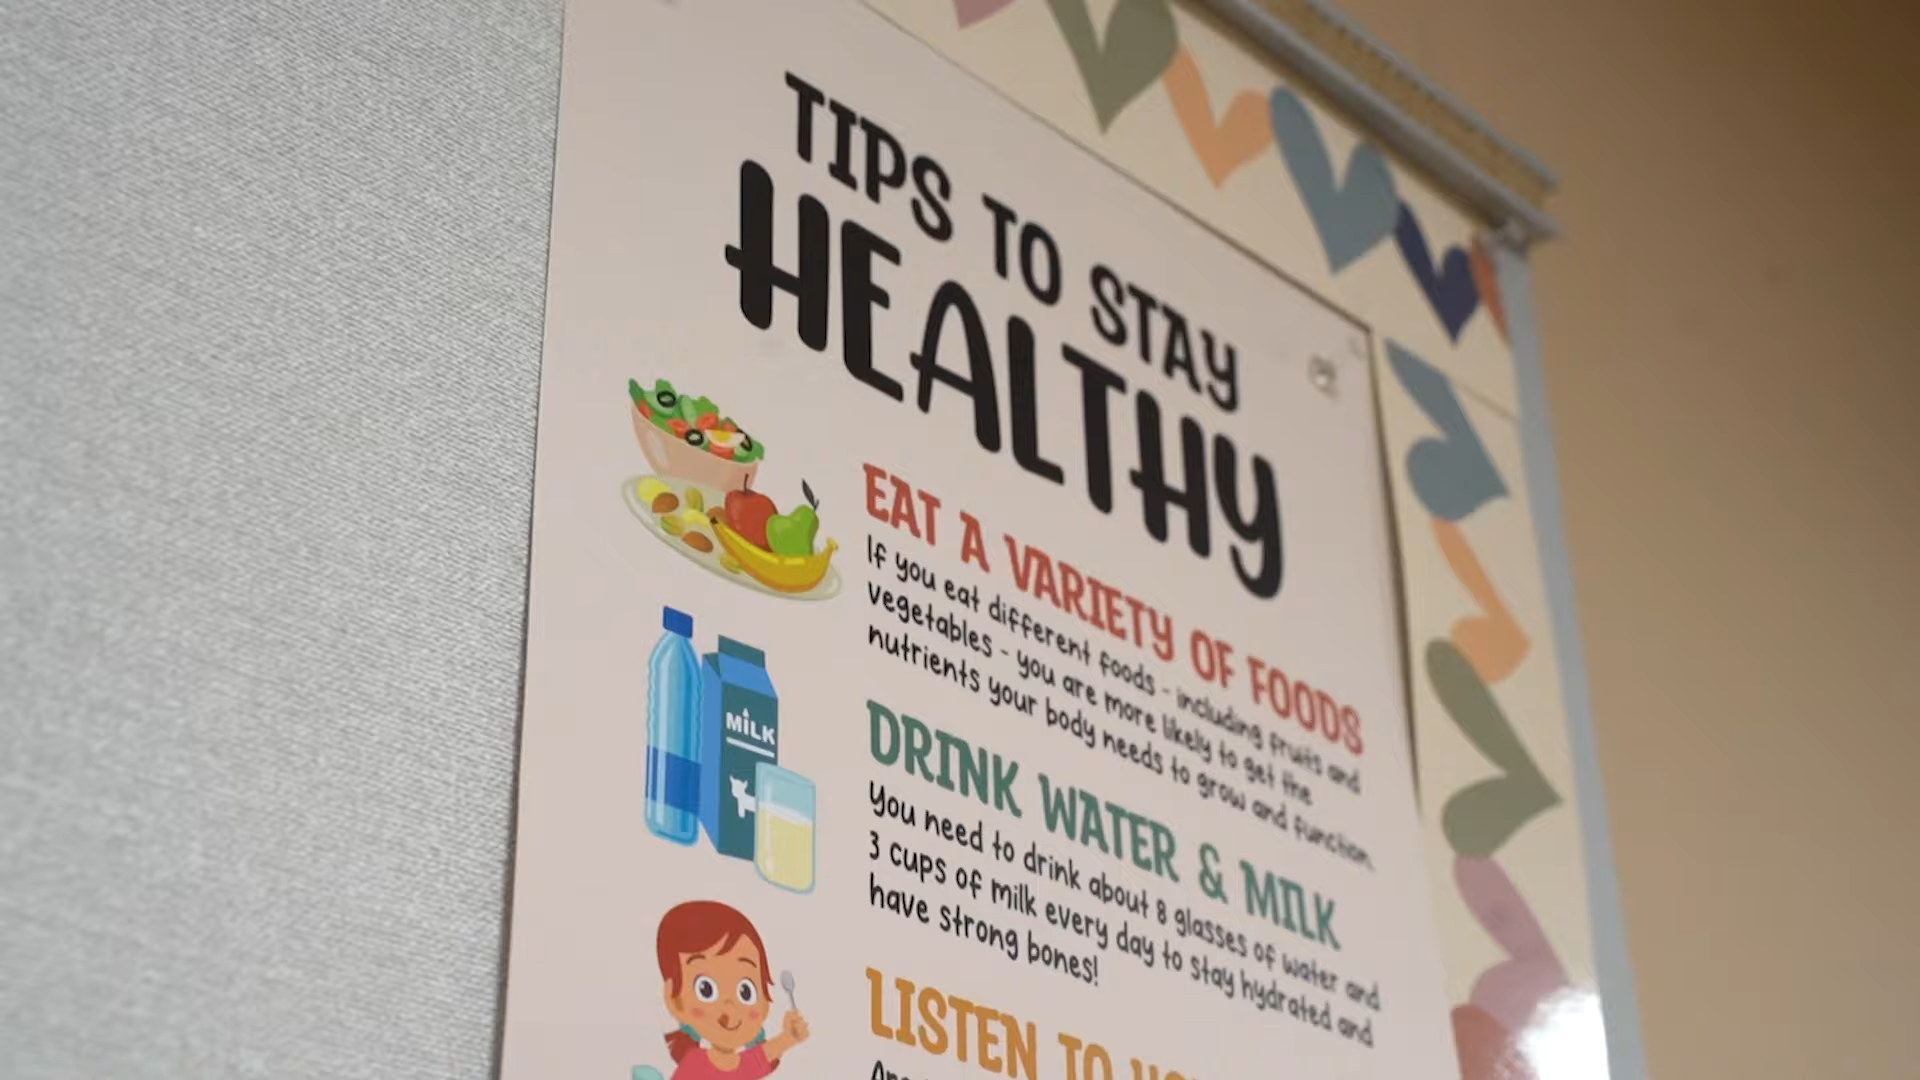 TIPS TO STAY
HEALTHY
EAT A VARIETY OF FOODS
If you eat different foods - including fruits and
vegetables - you are more likely to get the
nutrients your body needs to grow and function.
MiLK
DRINK WATER & MILK
You need to drink about 8 glasses of water and
3 cups of milk every day to stay hydrated and
have strong bones!
LISTEN TO